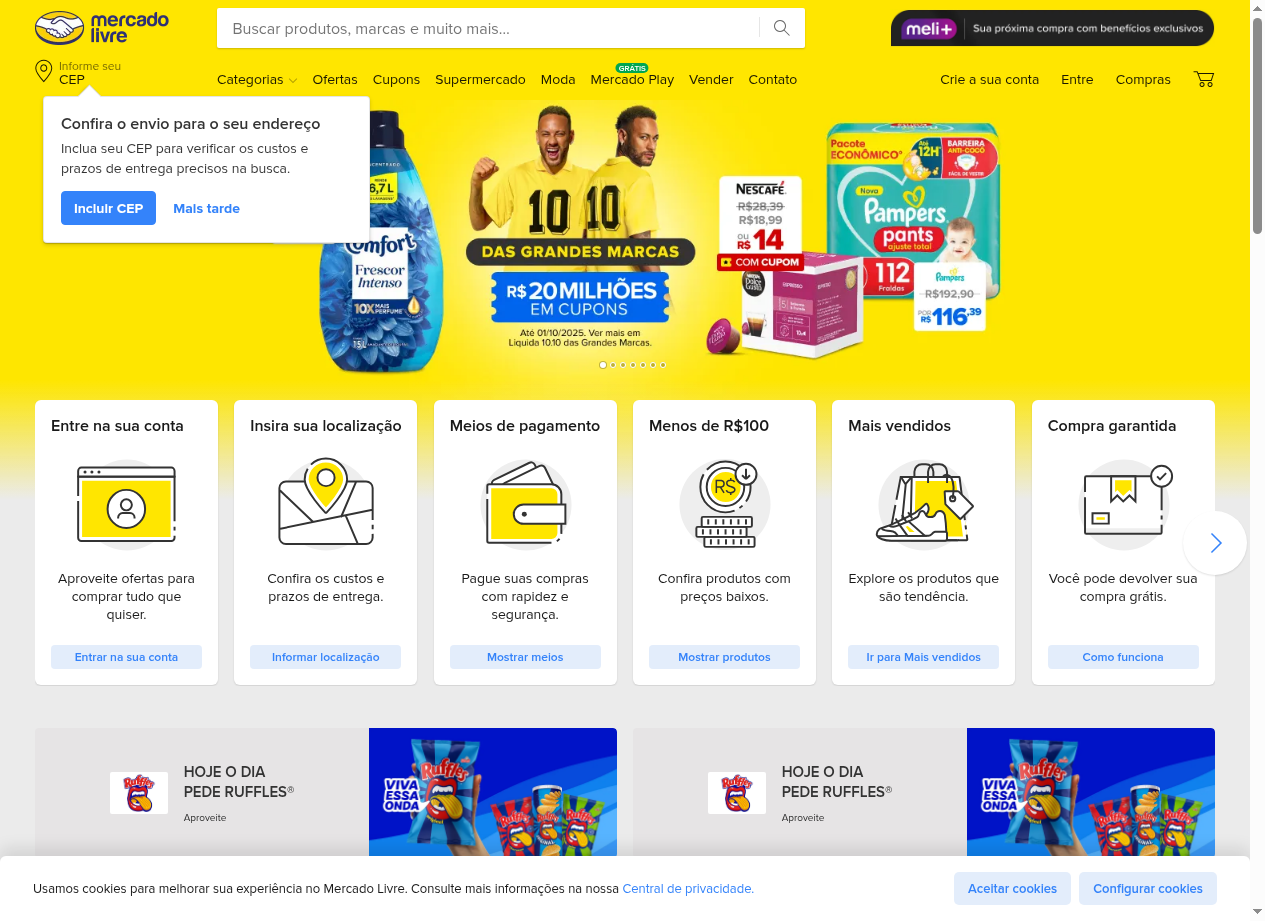 mercado
livre
Buscar produtos, marcas e muito mais...
meli+ Sua próxima compra com benefícios exclusivos
Informe seu
CEP
Categorias
Ofertas
Cupons
Supermercado
Moda
GRÁTIS
Mercado Play
Vender
Contato
Crie a sua conta
Entre
Compras
Confira o envio para o seu endereço
Inclua seu CEP para verificar os custos e
prazos de entrega precisos na busca.
Incluir CEP
Mais tarde
6,7 L
Comfort
Frescor
Intenso
10X MAIS
PERFUME
1,5L
10 10
DAS GRANDES MARCAS
R$20 MILHÕES
EM CUPONS
Até 01/10/2025. Ver mais em
Liquida 10.10 das Grandes Marcas.
NESCAFÉ
R$28,39
R$18,99
OU
R$ 14
COM CUPOM
Dolce
Gusto
ESPRESSO
Pacote
ECONÔMICO
Até
12H
BARREIRA
ANTI-COCÔ
FÁCIL DE VESTIR
Nova
Pampers
pants
ajuste total
112
Fraldas
Pampers
R$192,90
POR
R$ 116,39
Entre na sua conta
Aproveite ofertas para
comprar tudo que
quiser.
Entrar na sua conta
Insira sua localização
Confira os custos e
prazos de entrega.
Informar localização
Meios de pagamento
Pague suas compras
com rapidez e
segurança.
Mostrar meios
Menos de R$100
R$
Confira produtos com
preços baixos.
Mostrar produtos
Mais vendidos
Explore os produtos que
são tendência.
Ir para Mais vendidos
Compra garantida
Você pode devolver sua
compra grátis.
Como funciona
Ruffles
HOJE O DIA
PEDE RUFFLES®
Aproveite
VIVA
ESSA
ONDA
Ruffles
Ruffles
HOJE O DIA
PEDE RUFFLES®
Aproveite
VIVA
ESSA
ONDA
Ruffles
Usamos cookies para melhorar sua experiência no Mercado Livre. Consulte mais informações na nossa Central de privacidade.
Aceitar cookies
Configurar cookies